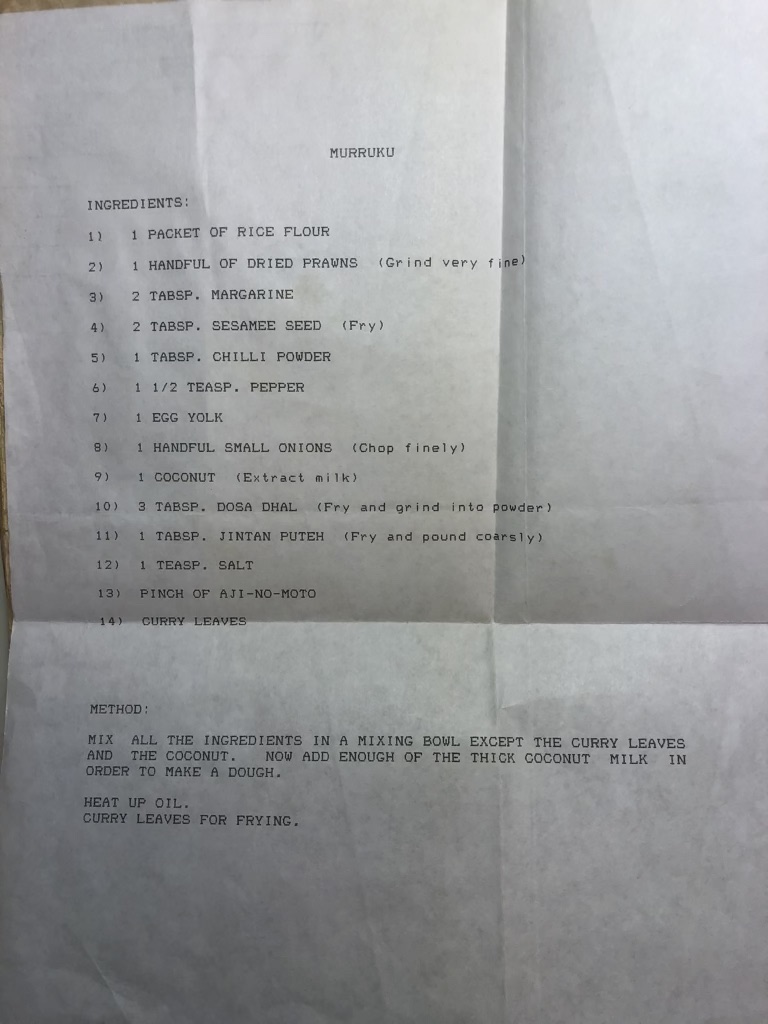 MURRUKU
INGREDIENTS:
1) 1 PACKET OF RICE FLOUR
2) 1 HANDFUL OF DRIED PRAWNS (Grind very fine)
3) 2 TABSP. MARGARINE
4) 2 TABSP. SESAMEE SEED (Fry)
5) 1 TABSP. CHILLI POWDER
6) 1 1/2 TEASP. PEPPER
7) 1 EGG YOLK
8) 1 HANDFUL SMALL ONIONS (Chop finely)
9) 1 COCONUT (Extract milk)
10) 3 TABSP. DOSA DHAL (Fry and grind into powder)
11) 1 TABSP. JINTAN PUTEH (Fry and pound coarsly)
12) 1 TEASP. SALT
13) PINCH OF AJI-NO-MOTO
14) CURRY LEAVES
METHOD:
MIX ALL THE INGREDIENTS IN A MIXING BOWL EXCEPT THE CURRY LEAVES
AND THE COCONUT. NOW ADD ENOUGH OF THE THICK COCONUT MILK IN
ORDER TO MAKE A DOUGH.
HEAT UP OIL.
CURRY LEAVES FOR FRYING.